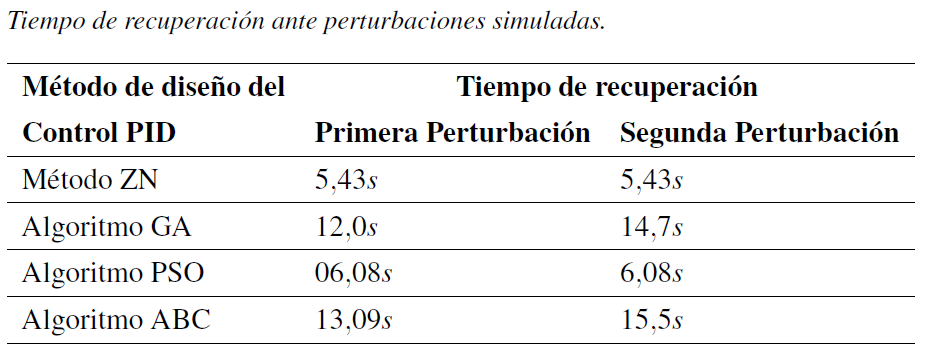 Tiempo de recuperación ante perturbaciones simuladas.
Método de diseño del Tiempo de recuperación
Control PID Primera Perturbación Segunda Perturbación
Método ZN 5,43s 5,43s
Algoritmo GA 12,0s 14,7s
Algoritmo PSO 06,08s 6,08s
Algoritmo ABC 13,09s 15,5s